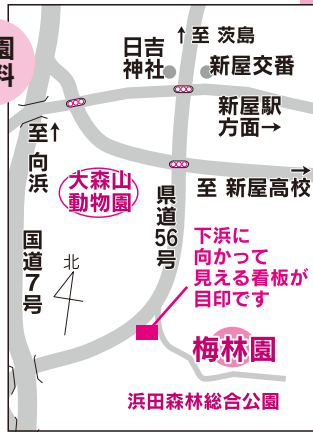 園
料
↑至 茨島
日吉
神社
新屋交番
新屋駅
方面→
至↑
向浜
大森山
動物園
→
至 新屋高校
県道56号
国道7号
北
下浜に
向かって
見える看板が
目印です
梅林園
浜田森林総合公園